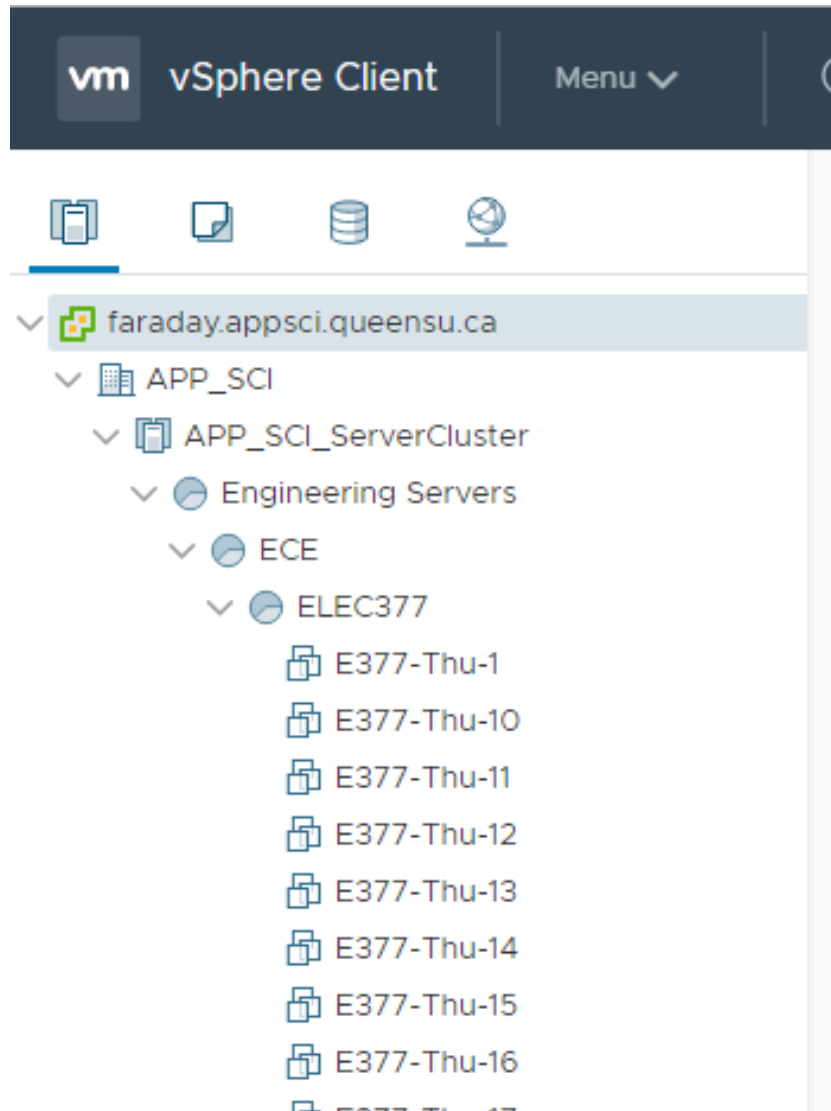 vm vSphere Client Menu
faraday.appsci.queensu.ca
APP_SCI
APP_SCI_ServerCluster
Engineering Servers
ECE
ELEC377
E377-Thu-1
E377-Thu-10
E377-Thu-11
E377-Thu-12
E377-Thu-13
E377-Thu-14
E377-Thu-15
E377-Thu-16